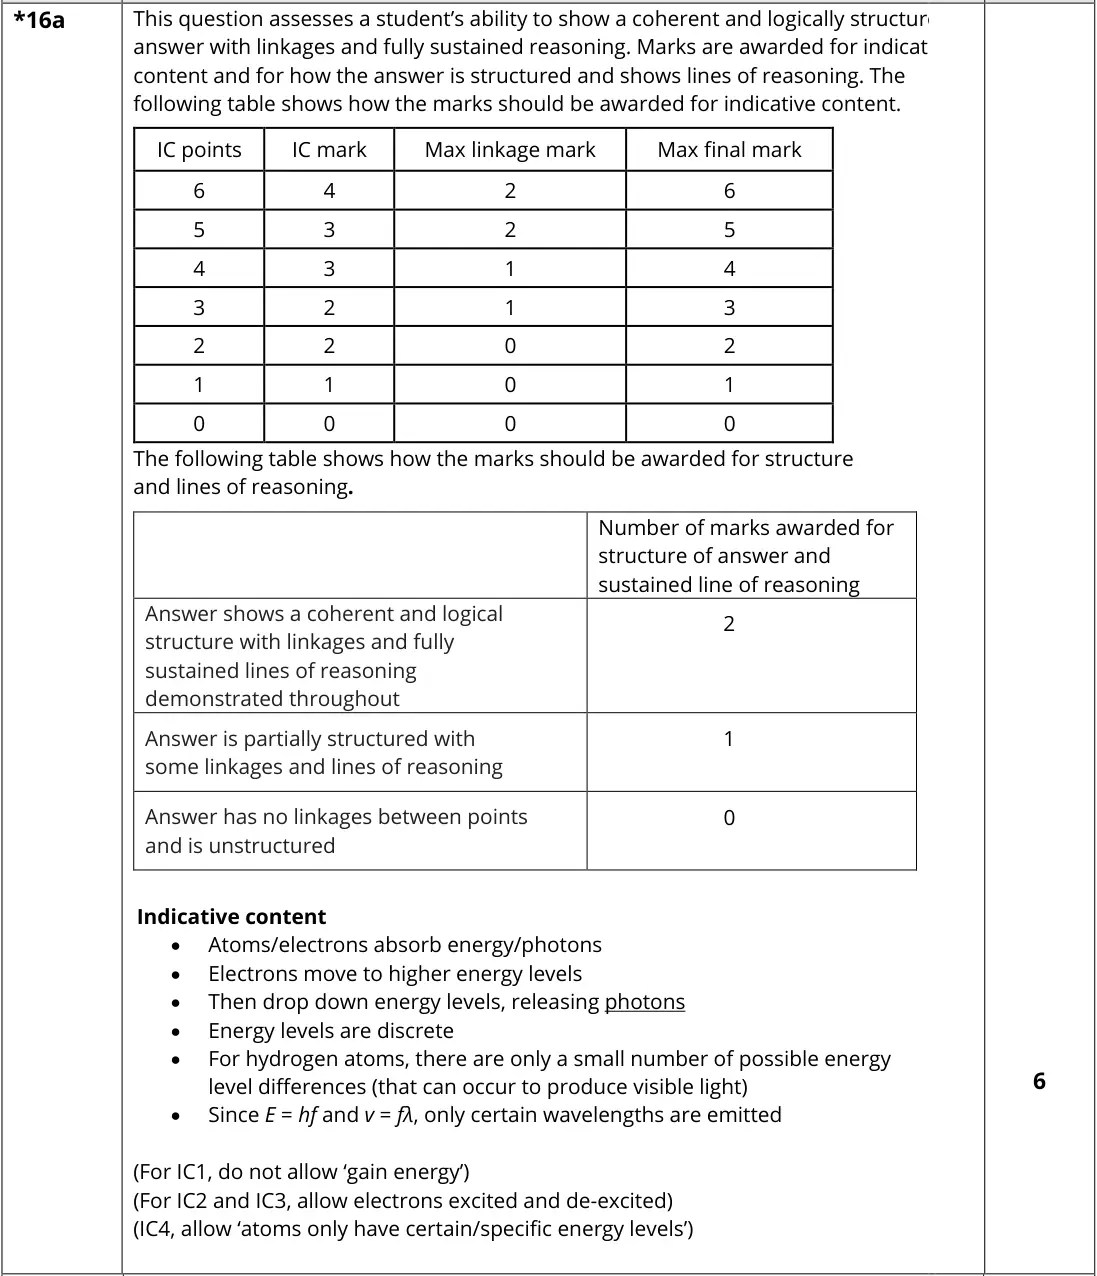 *16a
This question assesses a student's ability to show a coherent and logically
answer with linkages and fully sustained reasoning. Marks are awarded for
content and for how the answer is structured and shows lines of reasoning. The
following table shows how the marks should be awarded for indicative content.
IC points IC mark Max linkage mark Max final mark
6 4 2 6
5 3 2 5
4 3 1 4
3 2 1 3
2 2 0 2
1 1 0 1
0 0 0 0
The following table shows how the marks should be awarded for structure
and lines of reasoning.
Number of marks awarded for
structure of answer and
sustained line of reasoning
Answer shows a coherent and logical
structure with linkages and fully
sustained lines of reasoning
demonstrated throughout
2
Answer is partially structured with
some linkages and lines of reasoning
1
Answer has no linkages between points
and is unstructured
0
Indicative content
• Atoms/electrons absorb energy/photons
• Electrons move to higher energy levels
• Then drop down energy levels, releasing photons
• Energy levels are discrete
• For hydrogen atoms, there are only a small number of possible energy
level differences (that can occur to produce visible light)
• Since E = hf and v = fλ, only certain wavelengths are emitted
(For IC1, do not allow 'gain energy')
(For IC2 and IC3, allow electrons excited and de-excited)
(IC4, allow 'atoms only have certain/specific energy levels')
6